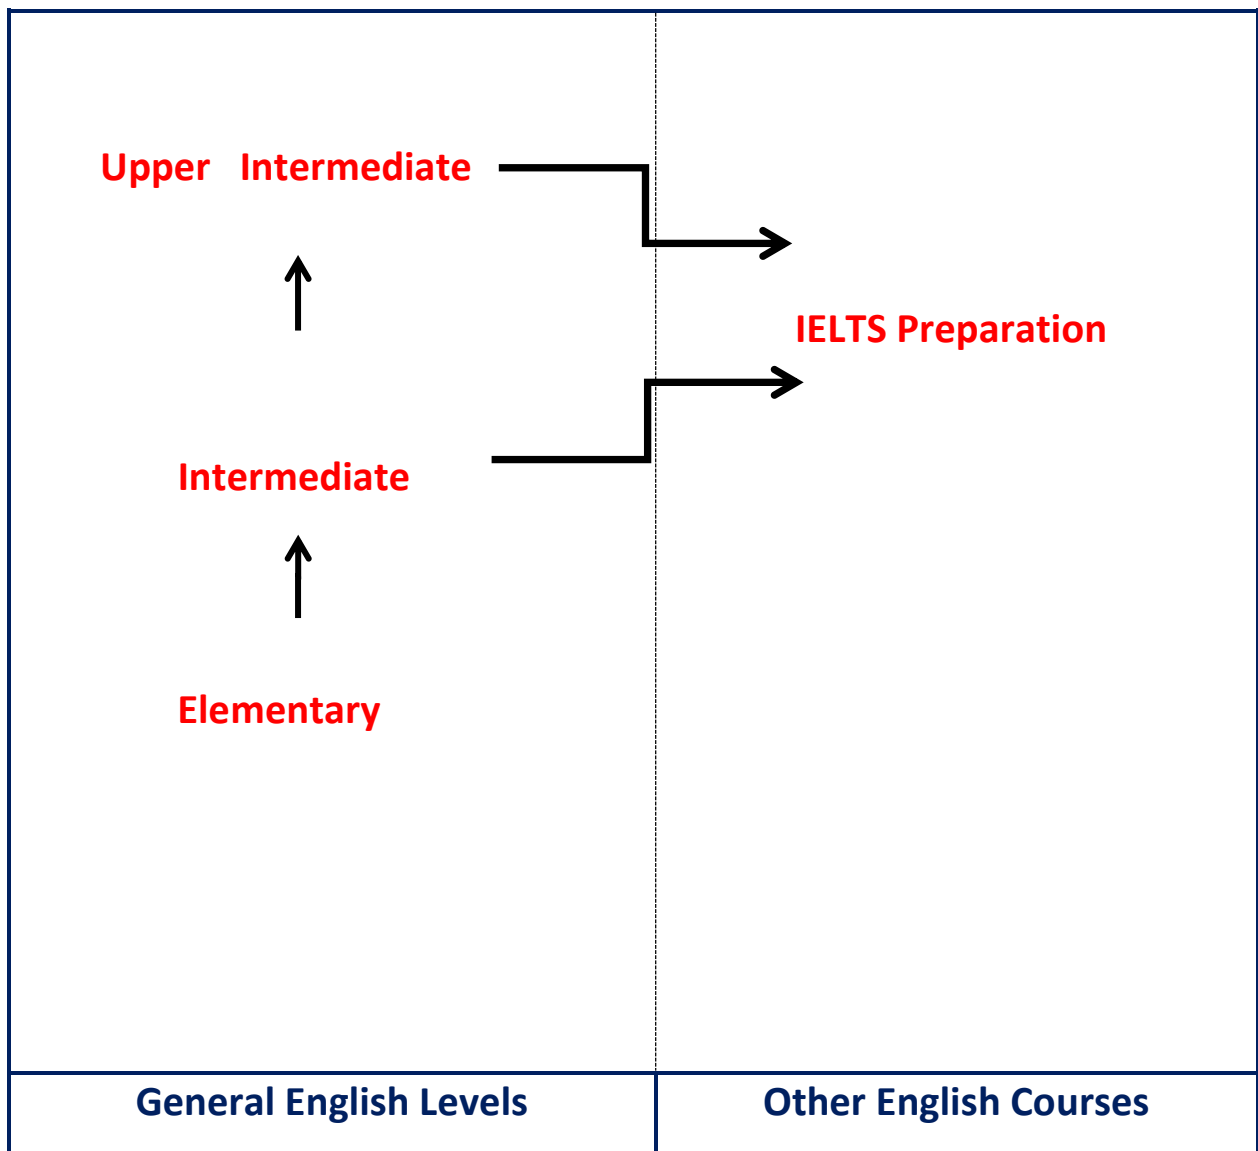 Upper Intermediate
IELTS Preparation
Intermediate
Elementary
General English Levels
Other English Courses